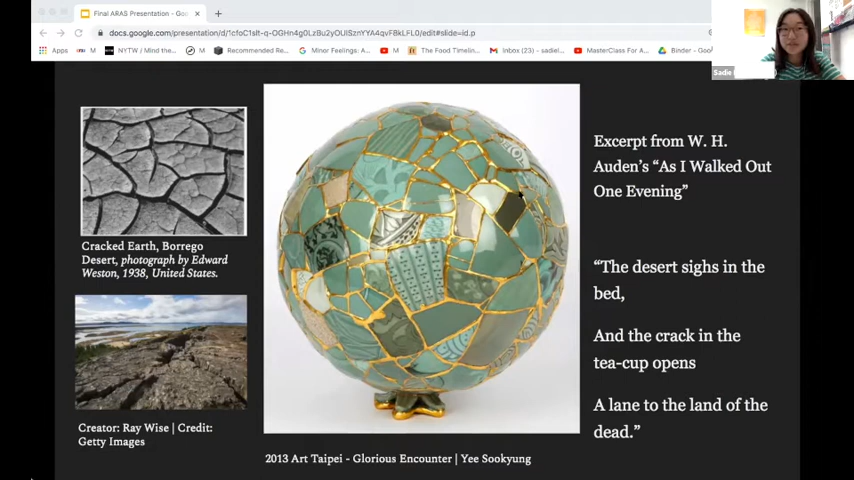 Final ARAS Presentation - Goo
docs.google.com/presentation/d/
edit#slide=id.p
Apps
M
NYTW / Mind the...
M
Recommended Re...
Minor Feelings: A...
M
The Food Timelin...
Inbox (23) - sadiel...
MasterClass For A...
Binder - Goo
Sadie
Cracked Earth, Borrego
Desert, photograph by Edward
Weston, 1938, United States.
Creator: Ray Wise | Credit:
Getty Images
2013 Art Taipei - Glorious Encounter | Yee Sookyung
Excerpt from W. H.
Auden’s “As I Walked Out
One Evening”
“The desert sighs in the
bed,
And the crack in the
tea-cup opens
A lane to the land of the
dead.”